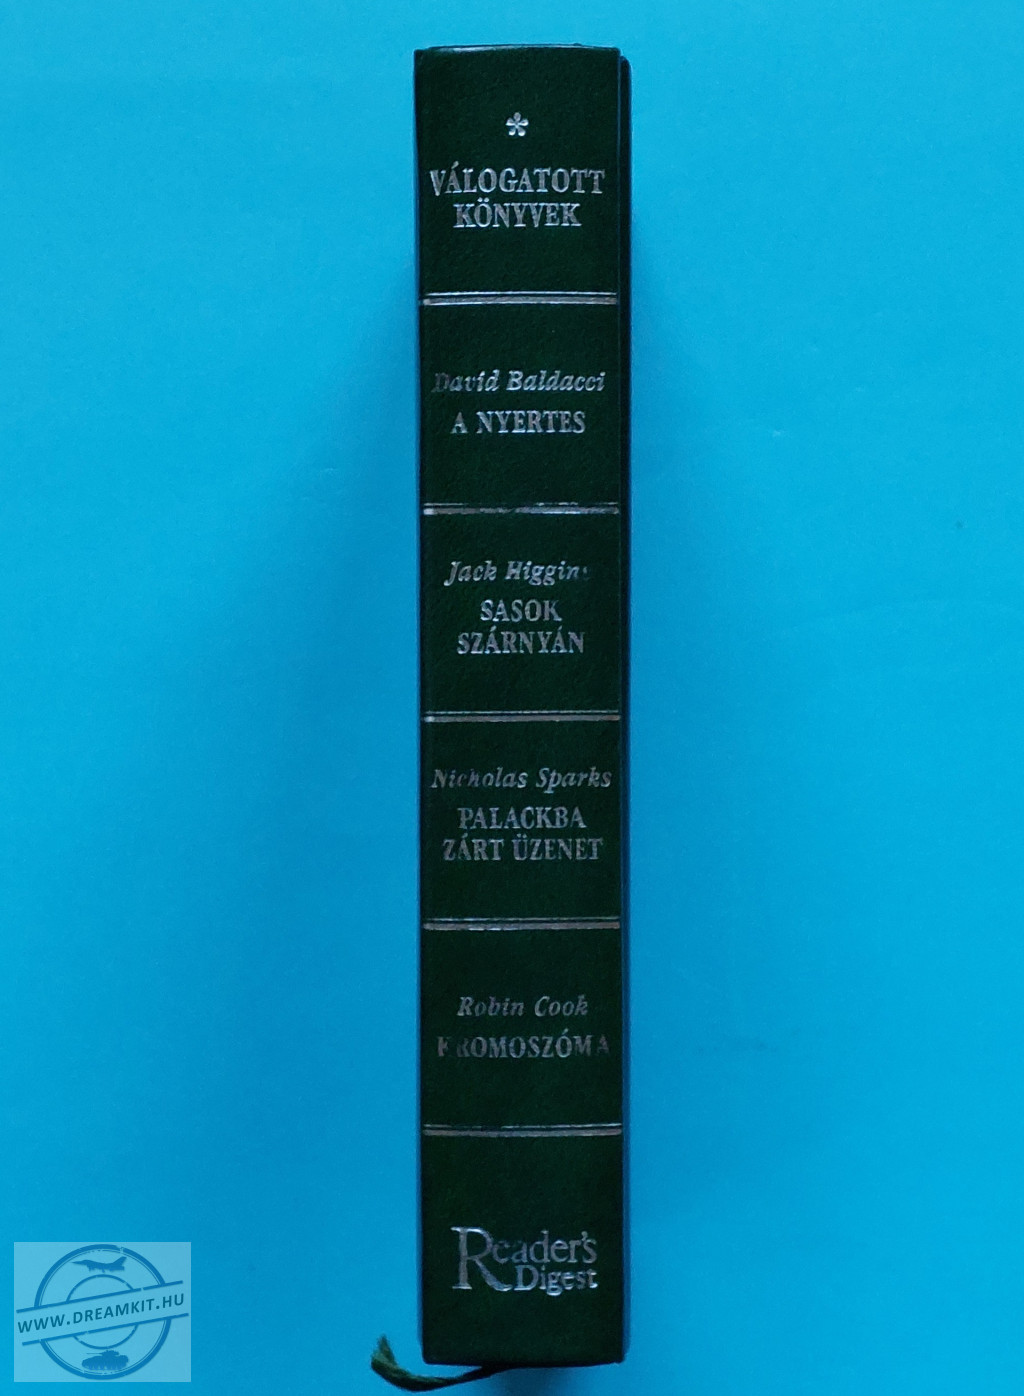 *
VÁLOGATOTT
KÖNYVEK
David Baldacci
A NYERTES
Jack Higgins
SASOK
SZÁRNYÁN
Nicholas Sparks
PALACKBA
ZÁRT ÜZENET
Robin Cook
KROMOSZÓMA
Reader's
Digest
WWW.DREAMKIT.HU